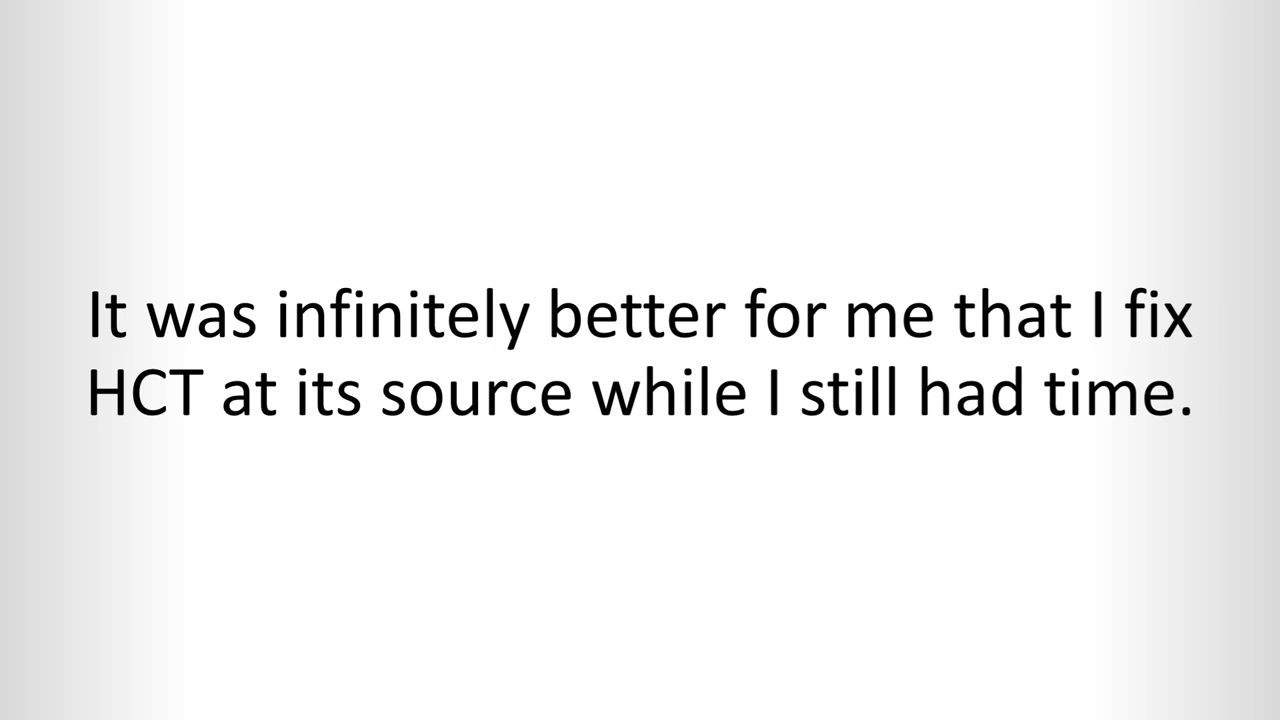 It was infinitely better for me that I fix
HCT at its source while I still had time.